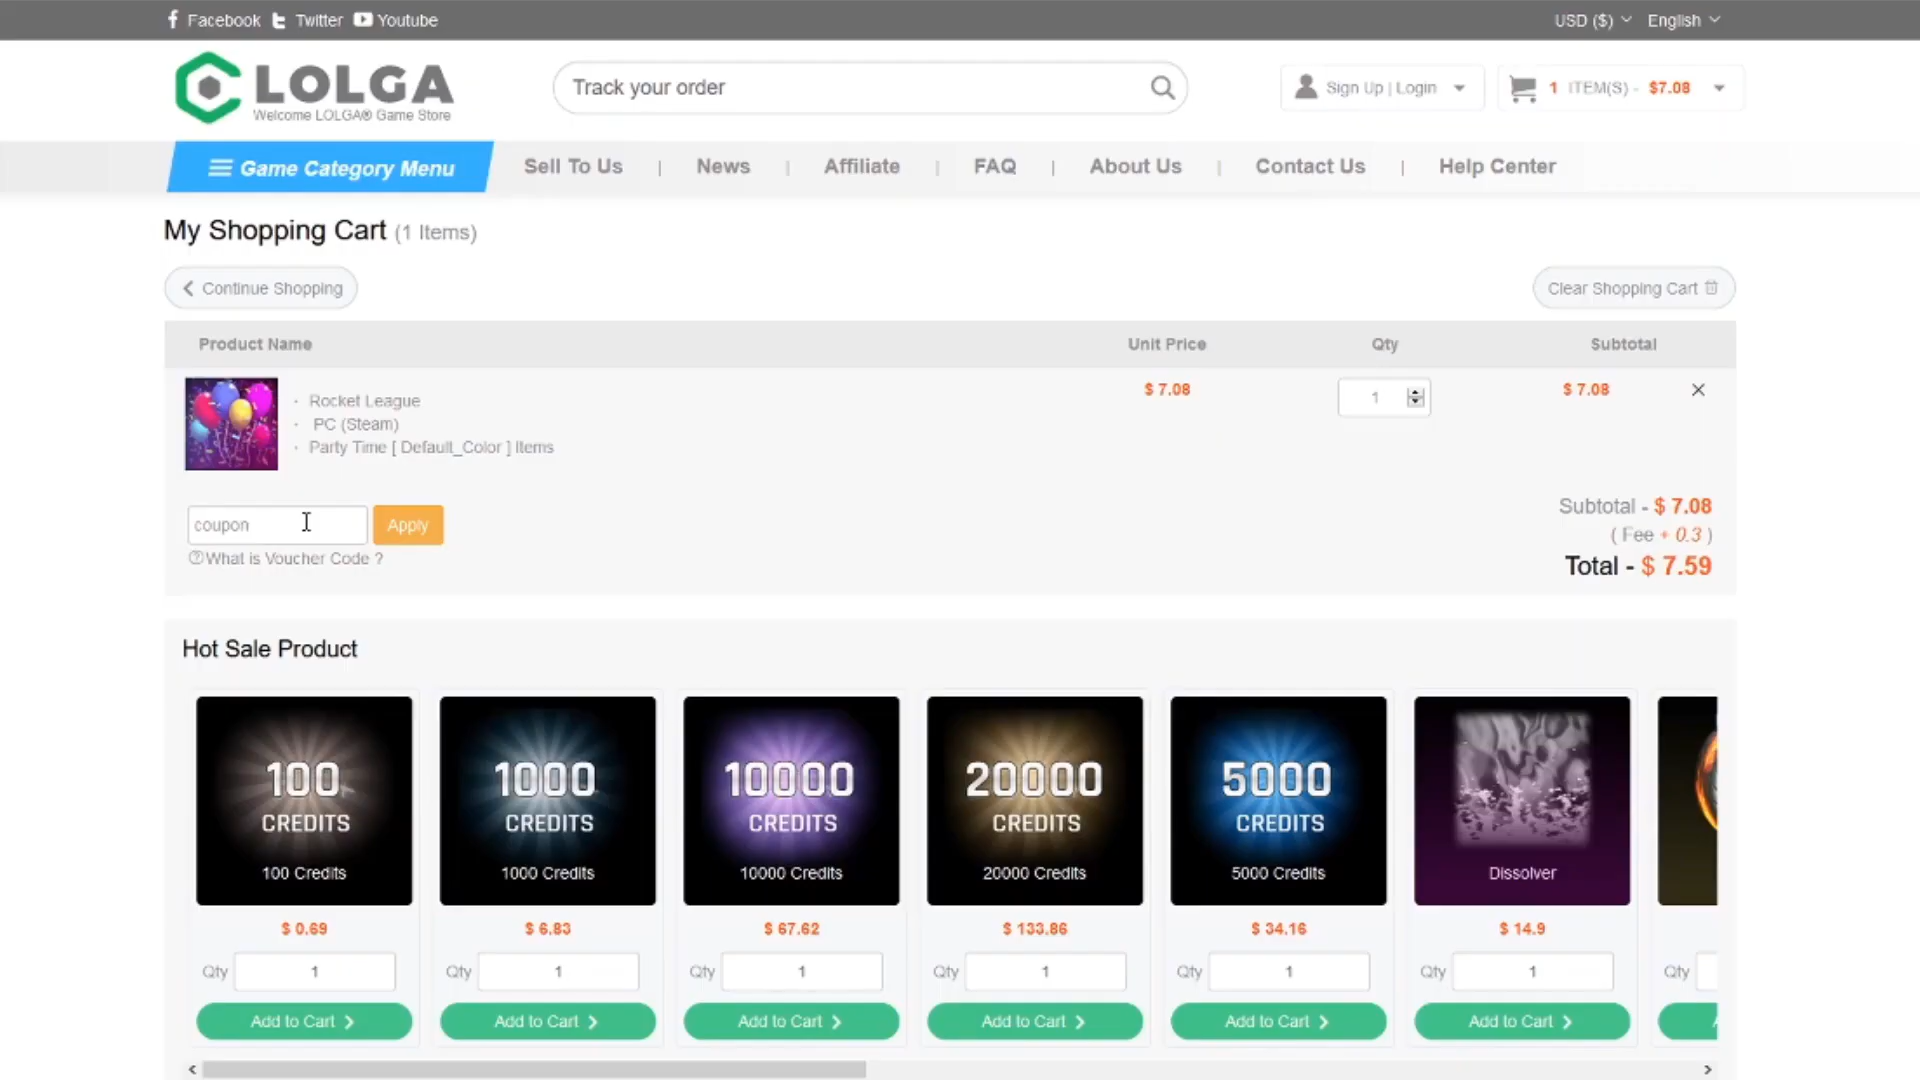 Facebook Twitter Youtube
USD ($) English
LOLGA
Welcome LOLGA® Game Store
Track your order
Sign Up | Login
1 ITEM(S) - $7.08
Game Category Menu
Sell To Us | News | Affiliate | FAQ | About Us | Contact Us | Help Center
My Shopping Cart (1 Items)
Continue Shopping
Clear Shopping Cart
Product Name Unit Price Qty Subtotal
· Rocket League
· PC (Steam)
· Party Time [ Default_Color ] Items
$ 7.08 1 $ 7.08
coupon Apply
What is Voucher Code ?
Subtotal - $ 7.08
( Fee + 0.3 )
Total - $ 7.59
Hot Sale Product
100 CREDITS
100 Credits
$ 0.69
Qty 1
Add to Cart
1000 CREDITS
1000 Credits
$ 6.83
Qty 1
Add to Cart
10000 CREDITS
10000 Credits
$ 67.62
Qty 1
Add to Cart
20000 CREDITS
20000 Credits
$ 133.86
Qty 1
Add to Cart
5000 CREDITS
5000 Credits
$ 34.16
Qty 1
Add to Cart
Dissolver
$ 14.9
Qty 1
Add to Cart
Qty